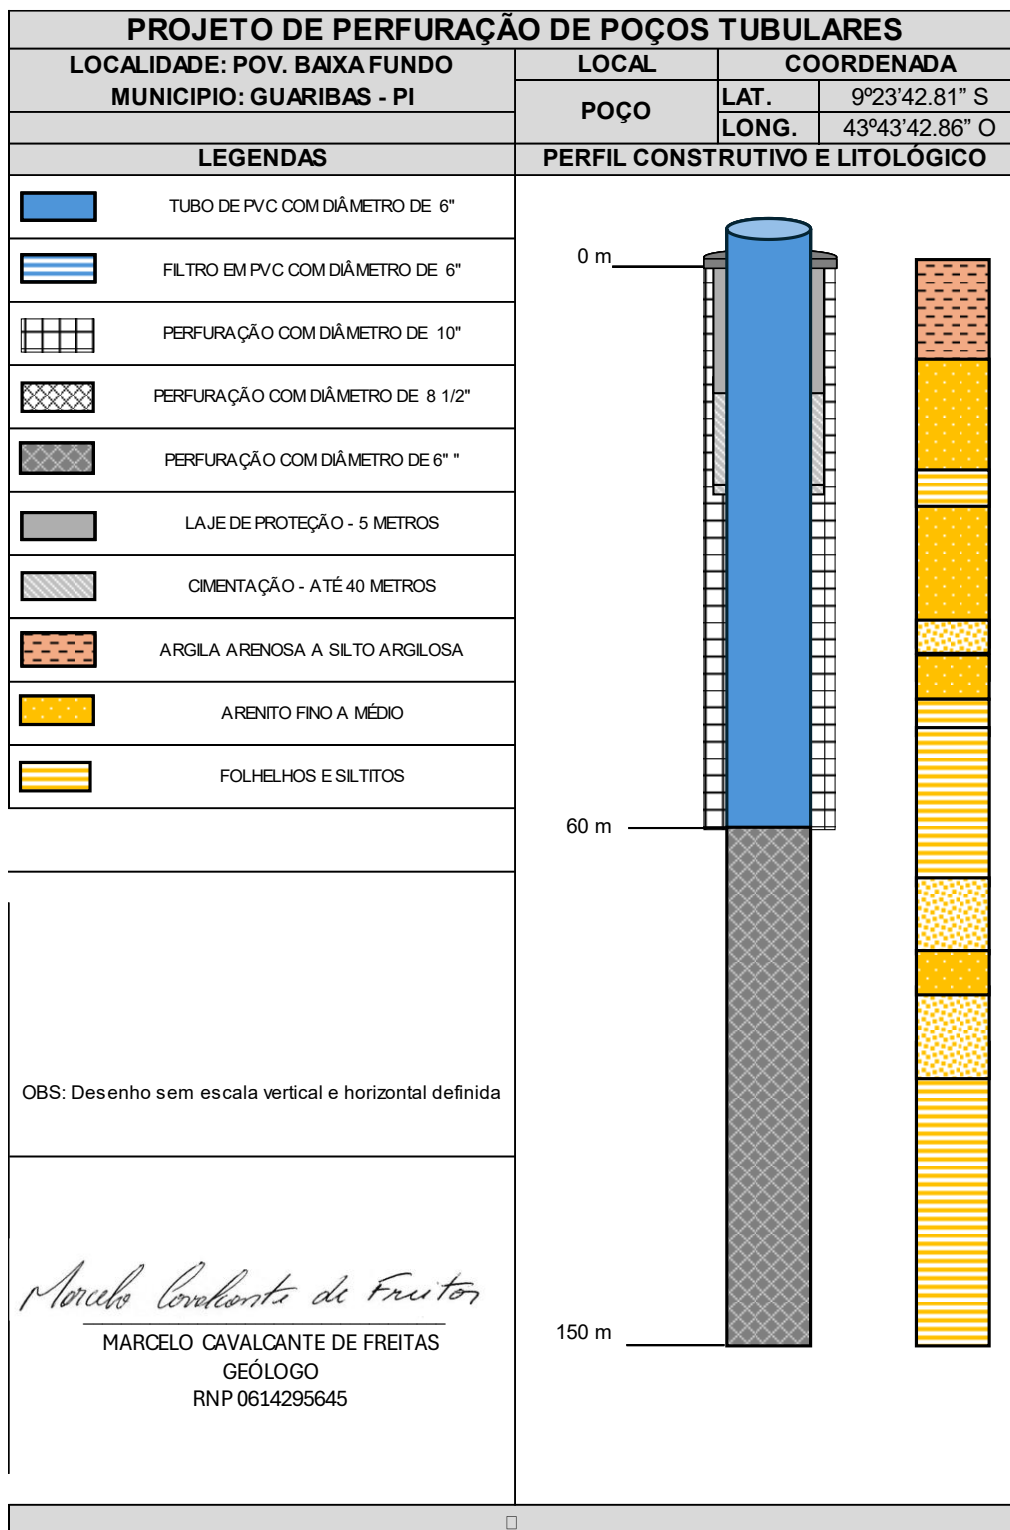 PROJETO DE PERFURAÇÃO DE POÇOS TUBULARES
LOCALIDADE: POV. BAIXA FUNDO
MUNICIPIO: GUARIBAS - PI
LOCAL
COORDENADA
POÇO
LAT.
9º23’42.81” S
LONG.
43º43’42.86” O
LEGENDAS
PERFIL CONSTRUTIVO E LITOLÓGICO
TUBO DE PVC COM DIÂMETRO DE 6"
FILTRO EM PVC COM DIÂMETRO DE 6"
PERFURAÇÃO COM DIÂMETRO DE 10"
PERFURAÇÃO COM DIÂMETRO DE 8 1/2"
PERFURAÇÃO COM DIÂMETRO DE 6" "
LAJE DE PROTEÇÃO - 5 METROS
CIMENTAÇÃO - ATÉ 40 METROS
ARGILA ARENOSA A SILTO ARGILOSA
ARENITO FINO A MÉDIO
FOLHELHOS E SILTITOS
0 m
60 m
150 m
OBS: Desenho sem escala vertical e horizontal definida
Marcelo Cavalcante de Freitas
MARCELO CAVALCANTE DE FREITAS
GEÓLOGO
RNP 0614295645